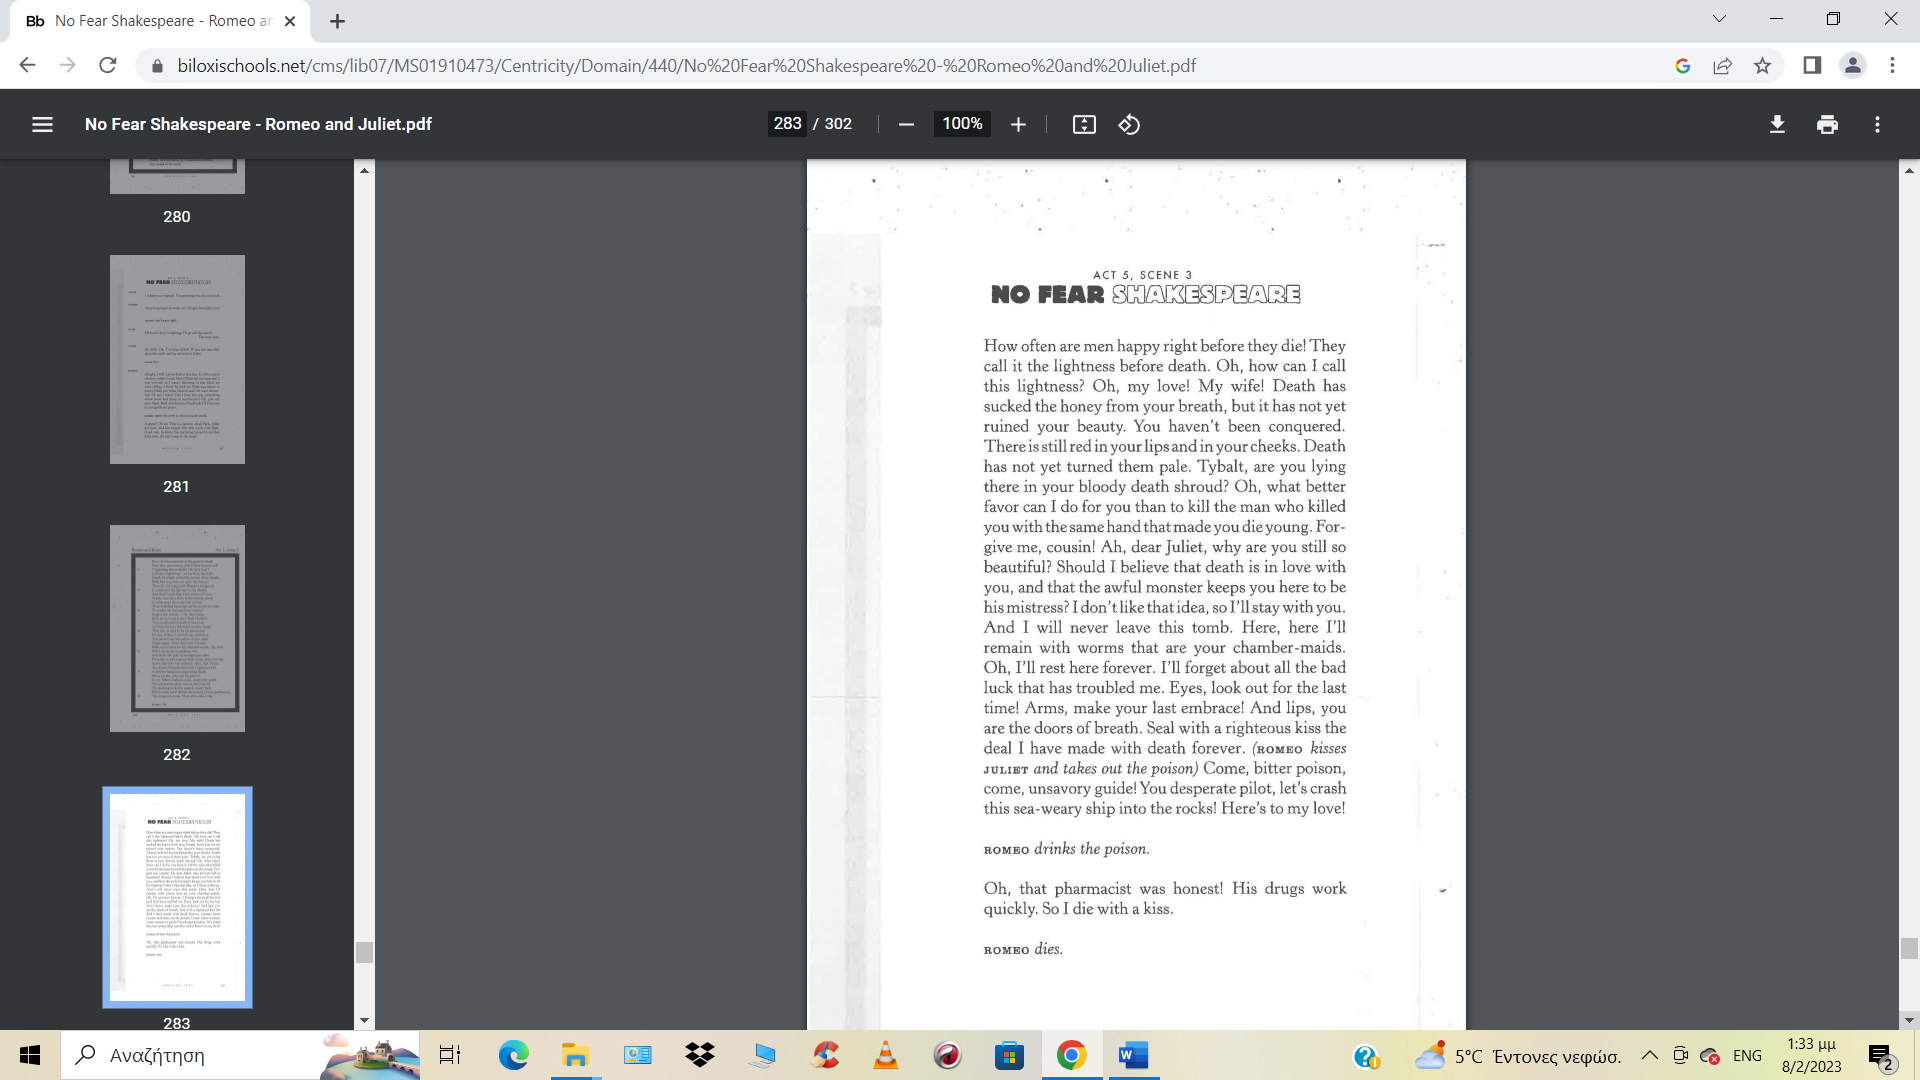 Bb No Fear Shakespeare - Romeo an
biloxischools.net/cms/lib07/MS01910473/Centricity/Domain/440/No%20Fear%20Shakespeare%20-%20Romeo%20and%20Juliet.pdf
No Fear Shakespeare - Romeo and Juliet.pdf
283 / 302
100%
280
281
282
283
ACT 5, SCENE 3
NO FEAR SHAKESPEARE
How often are men happy right before they die! They
call it the lightness before death. Oh, how can I call
this lightness? Oh, my love! My wife! Death has
sucked the honey from your breath, but it has not yet
ruined your beauty. You haven't been conquered.
There is still red in your lips and in your cheeks. Death
has not yet turned them pale. Tybalt, are you lying
there in your bloody death shroud? Oh, what better
favor can I do for you than to kill the man who killed
you with the same hand that made you die young. For-
give me, cousin! Ah, dear Juliet, why are you still so
beautiful? Should I believe that death is in love with
you, and that the awful monster keeps you here to be
his mistress? I don't like that idea, so I'll stay with you.
And I will never leave this tomb. Here, here I'll
remain with worms that are your chamber-maids.
Oh, I'll rest here forever. I'll forget about all the bad
luck that has troubled me. Eyes, look out for the last
time! Arms, make your last embrace! And lips, you
are the doors of breath. Seal with a righteous kiss the
deal I have made with death forever. (ROMEO kisses
JULIET and takes out the poison) Come, bitter poison,
come, unsavory guide! You desperate pilot, let's crash
this sea-weary ship into the rocks! Here's to my love!
ROMEO drinks the poison.
Oh, that pharmacist was honest! His drugs work
quickly. So I die with a kiss.
ROMEO dies.
Αναζήτηση
5°C Έντονες νεφώσ.
ENG
1:33 μμ
8/2/2023
2